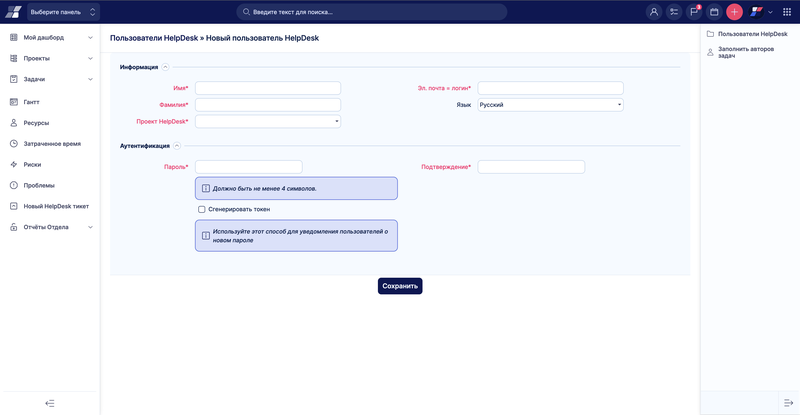 Выберите панель
Введите текст для поиска...
3
Мой дашборд
Проекты
Задачи
Гантт
Ресурсы
Затраченное время
Риски
Проблемы
Новый HelpDesk тикет
Отчёты Отдела
Пользователи HelpDesk » Новый пользователь HelpDesk
Информация
Имя*
Эл. почта = логин*
Фамилия*
Язык
Русский
Проект HelpDesk*
Аутентификация
Пароль*
Подтверждение*
Должно быть не менее 4 символов.
Сгенерировать токен
Используйте этот способ для уведомления пользователей о
новом пароле
Сохранить
Пользователи HelpDesk
Заполнить авторов
задач